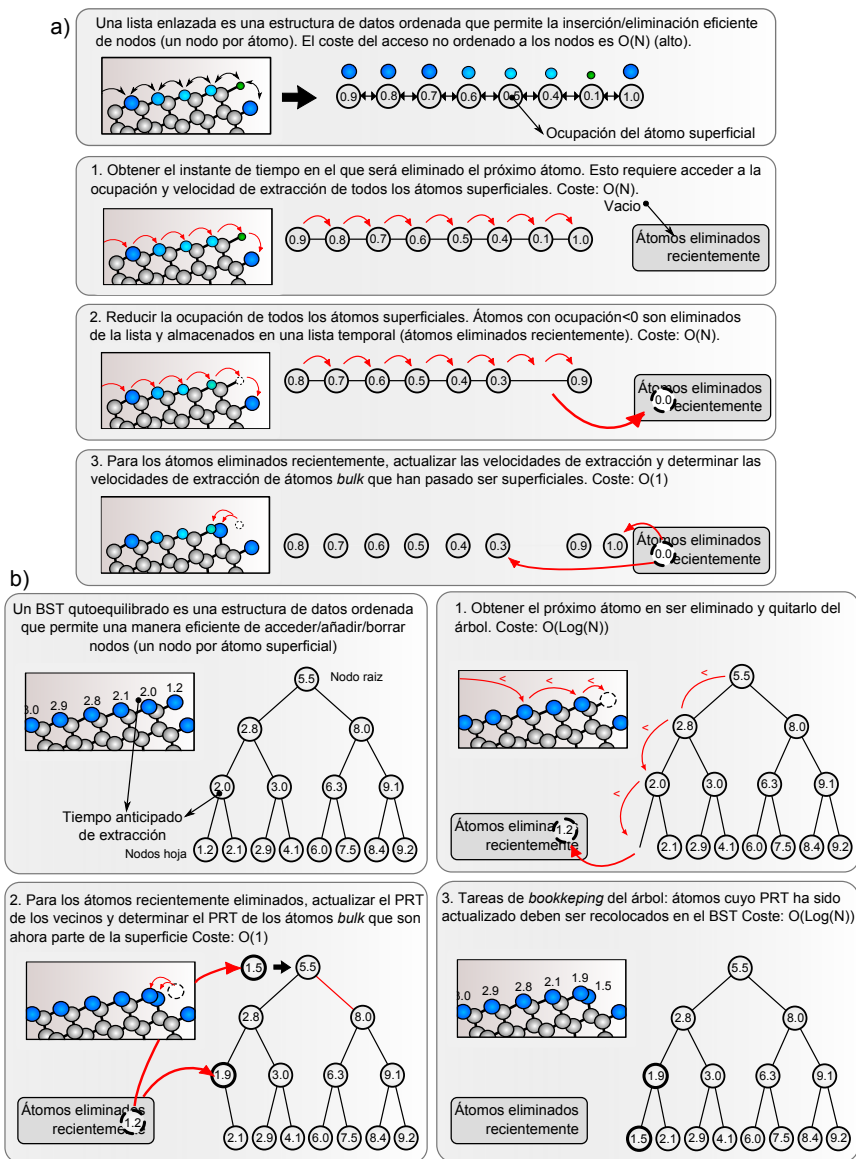 a)
Una lista enlazada es una estructura de datos ordenada que permite la inserción/eliminación eficiente
de nodos (un nodo por átomo). El coste del acceso no ordenado a los nodos es O(N) (alto).
0.9 0.8 0.7 0.6 0.5 0.4 0.1 1.0
Ocupación del átomo superficial
1. Obtener el instante de tiempo en el que será eliminado el próximo átomo. Esto requiere acceder a la
ocupación y velocidad de extracción de todos los átomos superficiales. Coste: O(N).
Vacio
0.9 0.8 0.7 0.6 0.5 0.4 0.1 1.0
Átomos eliminados
recientemente
2. Reducir la ocupación de todos los átomos superficiales. Átomos con ocupación<0 son eliminados
de la lista y almacenados en una lista temporal (átomos eliminados recientemente). Coste: O(N).
0.8 0.7 0.6 0.5 0.4 0.3 0.9
Átomos eliminados
0.0
recientemente
3. Para los átomos eliminados recientemente, actualizar las velocidades de extracción y determinar las
velocidades de extracción de átomos bulk que han pasado ser superficiales. Coste: O(1)
0.8 0.7 0.6 0.5 0.4 0.3 0.9 1.0
Átomos eliminados
0.0
recientemente
b)
Un BST qutoequilibrado es una estructura de datos ordenada
que permite una manera eficiente de acceder/añadir/borrar
nodos (un nodo por átomo superficial)
3.0 2.9 2.8 2.1 2.0 1.2
5.5
Nodo raiz
2.8 8.0
2.0 3.0 6.3 9.1
Tiempo anticipado
de extracción
Nodos hoja
1.2 2.1 2.9 4.1 6.0 7.5 8.4 9.2
1. Obtener el próximo átomo en ser eliminado y quitarlo del
árbol. Coste: O(Log(N))
< < <
5.5
<
2.8 8.0
<
2.0 3.0 6.3 9.1
<
Átomos eliminados
1.2
recientemente
2.1 2.9 4.1 6.0 7.5 8.4 9.2
2. Para los átomos recientemente eliminados, actualizar el PRT
de los vecinos y determinar el PRT de los átomos bulk que son
ahora parte de la superficie Coste: O(1)
1.5 5.5
2.8 8.0
1.9 3.0 6.3 9.1
Átomos eliminados
1.2
recientemente
2.1 2.9 4.1 6.0 7.5 8.4 9.2
3. Tareas de bookkeping del árbol: átomos cuyo PRT ha sido
actualizado deben ser recolocados en el BST Coste: O(Log(N))
3.0 2.9 2.8 2.1 1.9 1.5
5.5
2.8 8.0
1.9 3.0 6.3 9.1
Átomos eliminados
recientemente
1.5 2.1 2.9 4.1 6.0 7.5 8.4 9.2